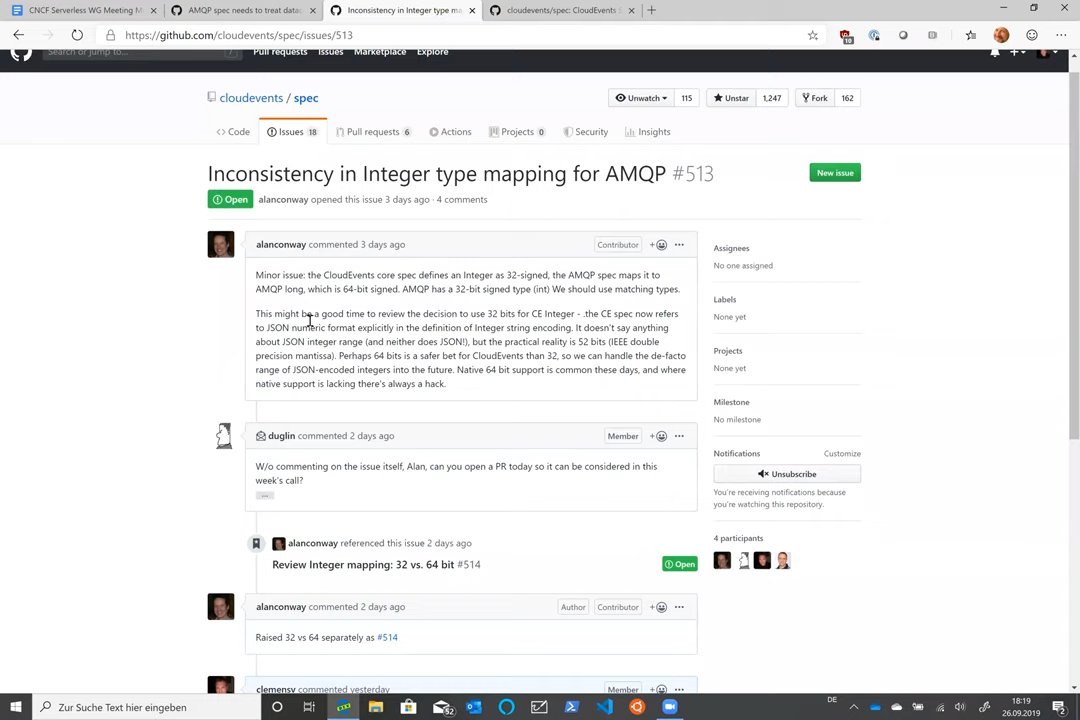 CNCF Serverless WG Meeting M
AMQP spec needs to treat datac
Inconsistency in Integer type ma
cloudevents/spec: CloudEvents S
https://github.com/cloudevents/spec/issues/513
Search or jump to...
Pull requests
Issues
Marketplace
Explore
cloudevents / spec
Unwatch 115
Unstar 1,247
Fork 162
Code
Issues 18
Pull requests 6
Actions
Projects 0
Security
Insights
Inconsistency in Integer type mapping for AMQP #513
New issue
Open
alanconway opened this issue 3 days ago · 4 comments
alanconway commented 3 days ago
Contributor
Minor issue: the CloudEvents core spec defines an Integer as 32-signed, the AMQP spec maps it to
AMQP long, which is 64-bit signed. AMQP has a 32-bit signed type (int) We should use matching types.
This might be a good time to review the decision to use 32 bits for CE Integer - .the CE spec now refers
to JSON numeric format explicitly in the definition of Integer string encoding. It doesn't say anything
about JSON integer range (and neither does JSON!), but the practical reality is 52 bits (IEEE double
precision mantissa). Perhaps 64 bits is a safer bet for CloudEvents than 32, so we can handle the de-facto
range of JSON-encoded integers into the future. Native 64 bit support is common these days, and where
native support is lacking there's always a hack.
duglin commented 2 days ago
Member
W/o commenting on the issue itself, Alan, can you open a PR today so it can be considered in this
week's call?
...
alanconway referenced this issue 2 days ago
Review Integer mapping: 32 vs. 64 bit #514
Open
alanconway commented 2 days ago
Author
Contributor
Raised 32 vs 64 separately as #514
clemensv commented yesterday
Member
Assignees
No one assigned
Labels
None yet
Projects
None yet
Milestone
No milestone
Notifications
Customize
Unsubscribe
You're receiving notifications because
you're watching this repository.
4 participants
Zur Suche Text hier eingeben
52
DE
18:19
26.09.2019
2